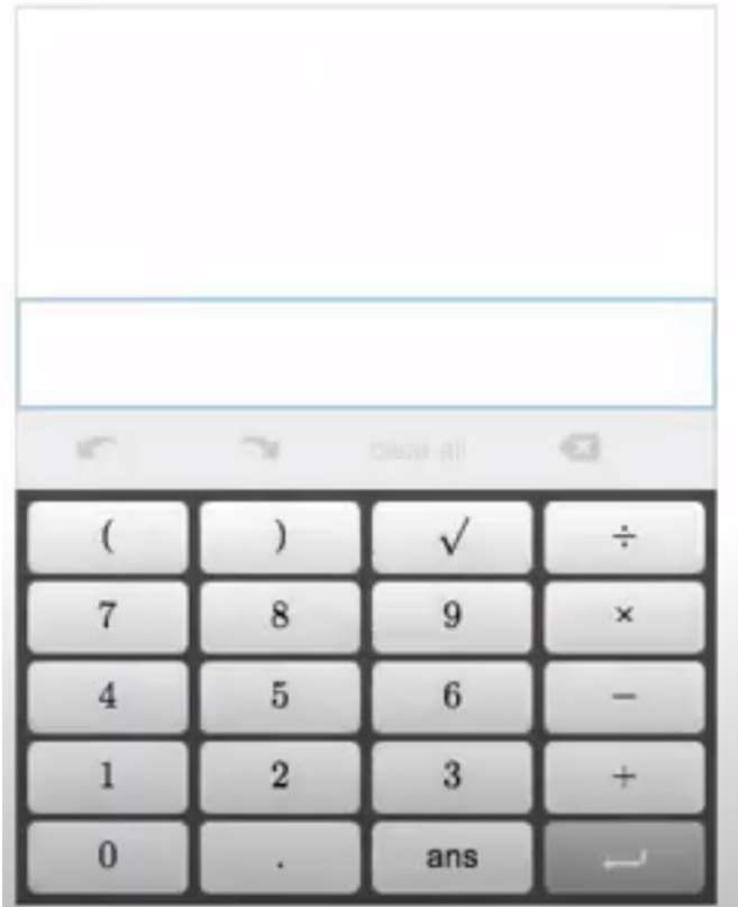 clear all
( ) √ ÷
7 8 9 ×
4 5 6 −
1 2 3 +
0 . ans